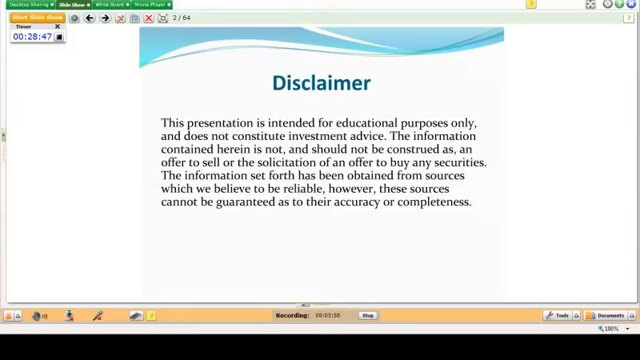 Desktop Sharing Slide Show White Board Movie Player
Start Slide Show 2 / 64
Timer
00:28:47
Disclaimer
This presentation is intended for educational purposes only,
and does not constitute investment advice. The information
contained herein is not, and should not be construed as, an
offer to sell or the solicitation of an offer to buy any securities.
The information set forth has been obtained from sources
which we believe to be reliable, however, these sources
cannot be guaranteed as to their accuracy or completeness.
Recording: 00:03:58 Stop Tools Documents
100%